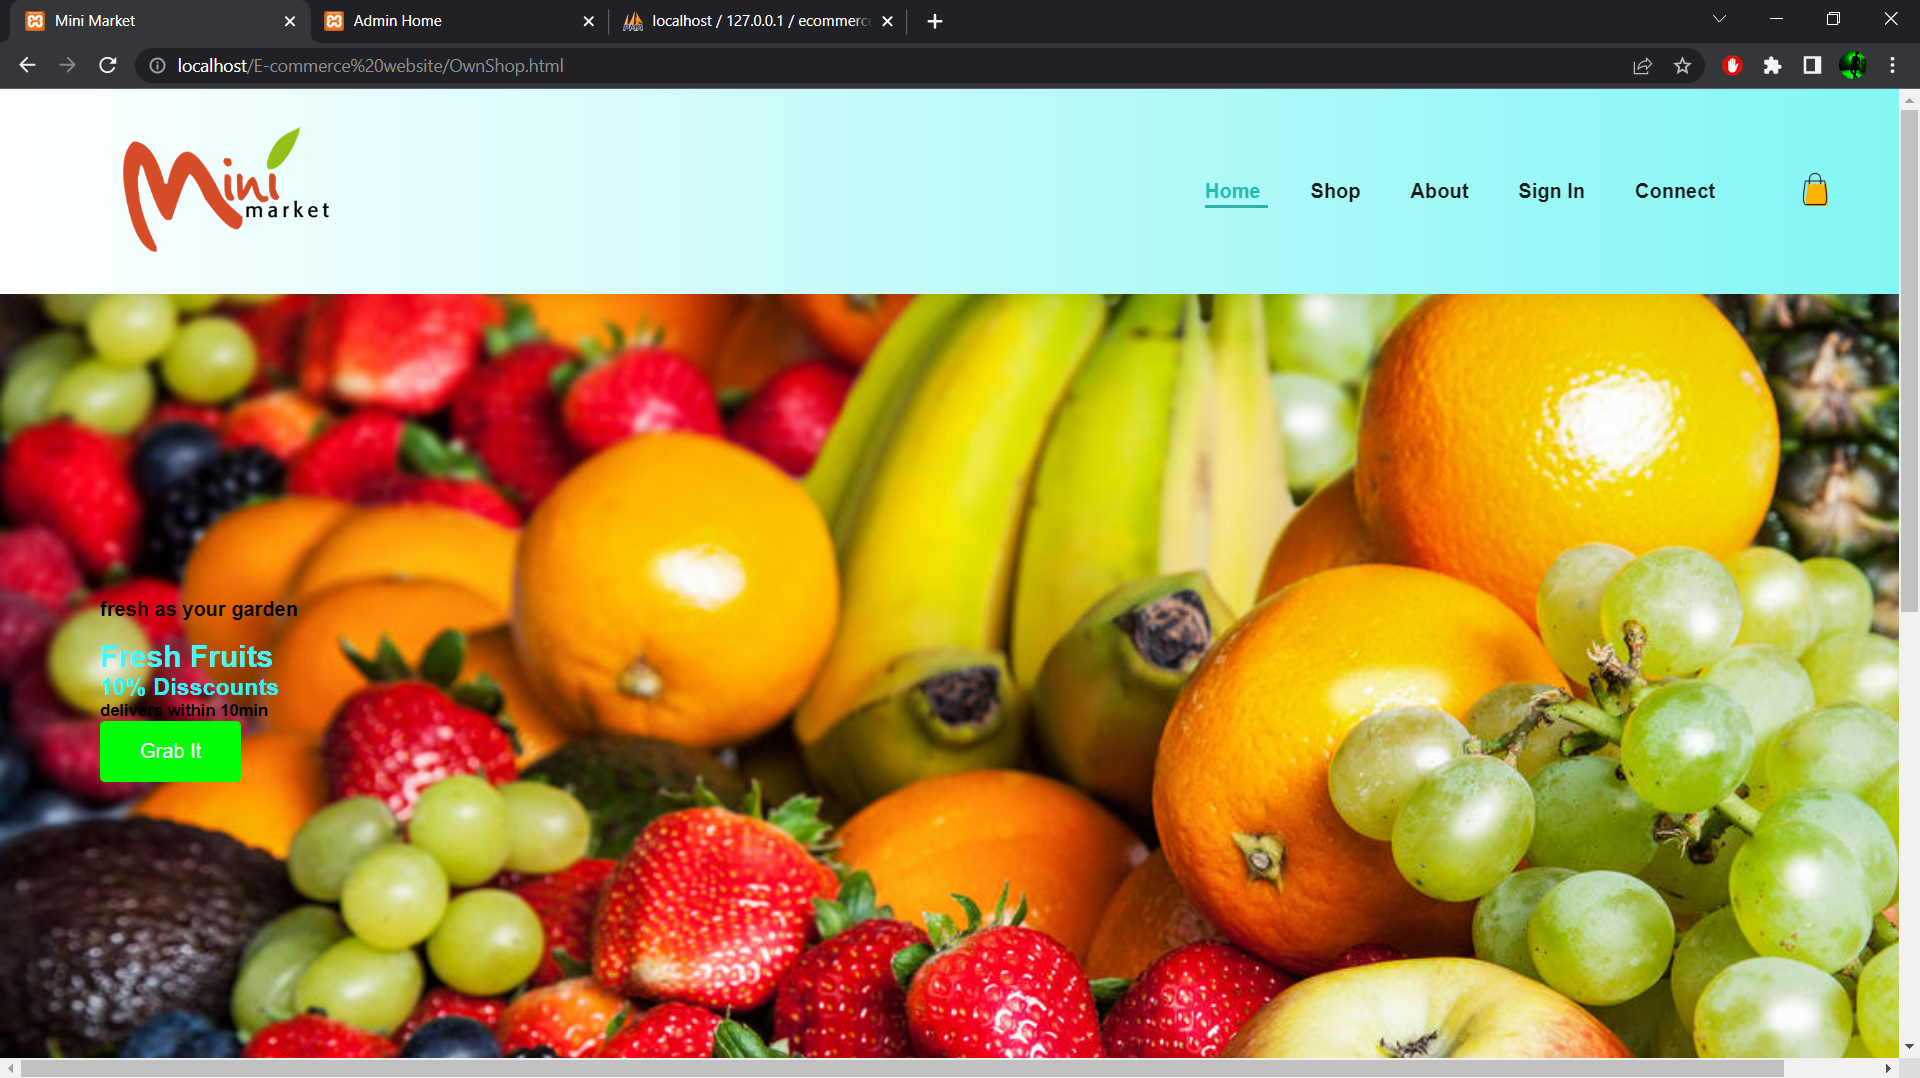 Mini Market
Admin Home
localhost / 127.0.0.1 / ecommerc
localhost/E-commerce%20website/OwnShop.html
Mini
market
Home
Shop
About
Sign In
Connect
fresh as your garden
Fresh Fruits
10% Disscounts
delivers within 10min
Grab It